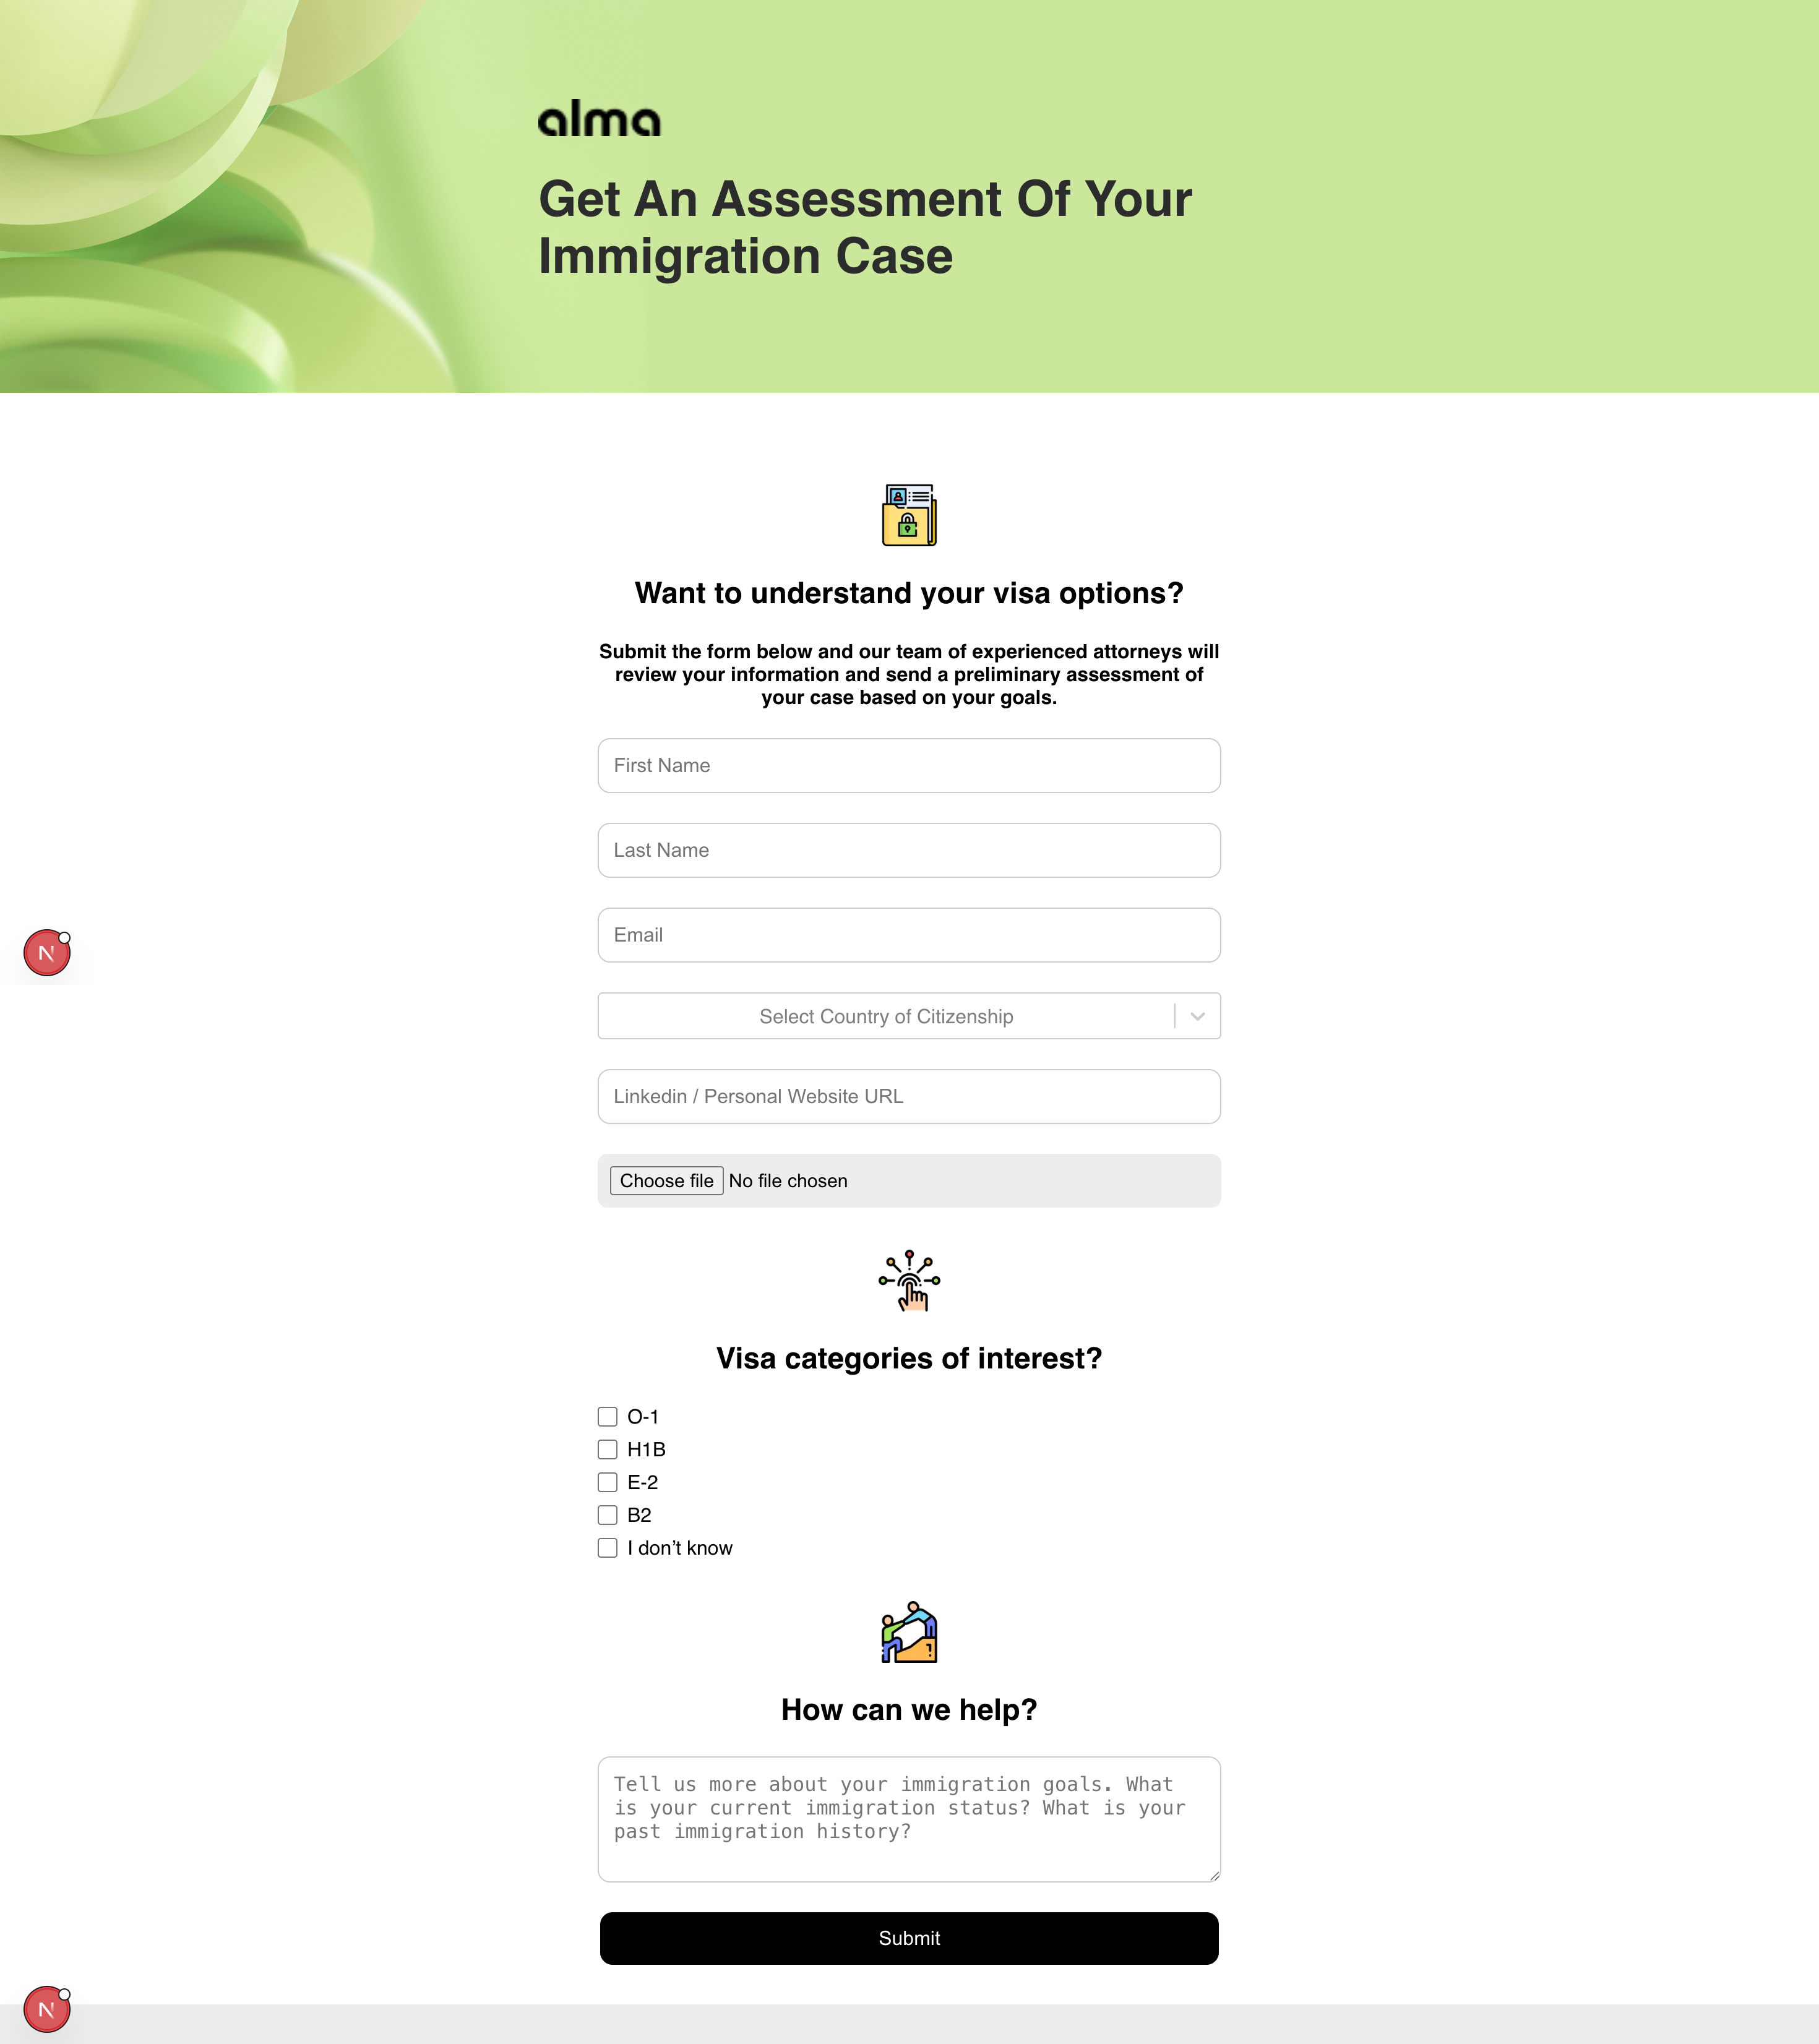 alma
Get An Assessment Of Your
Immigration Case
Want to understand your visa options?
Submit the form below and our team of experienced attorneys will
review your information and send a preliminary assessment of
your case based on your goals.
First Name
Last Name
Email
N
Select Country of Citizenship
Linkedin / Personal Website URL
Choose file No file chosen
Visa categories of interest?
O-1
H1B
E-2
B2
I don’t know
How can we help?
Tell us more about your immigration goals. What
is your current immigration status? What is your
past immigration history?
Submit
N